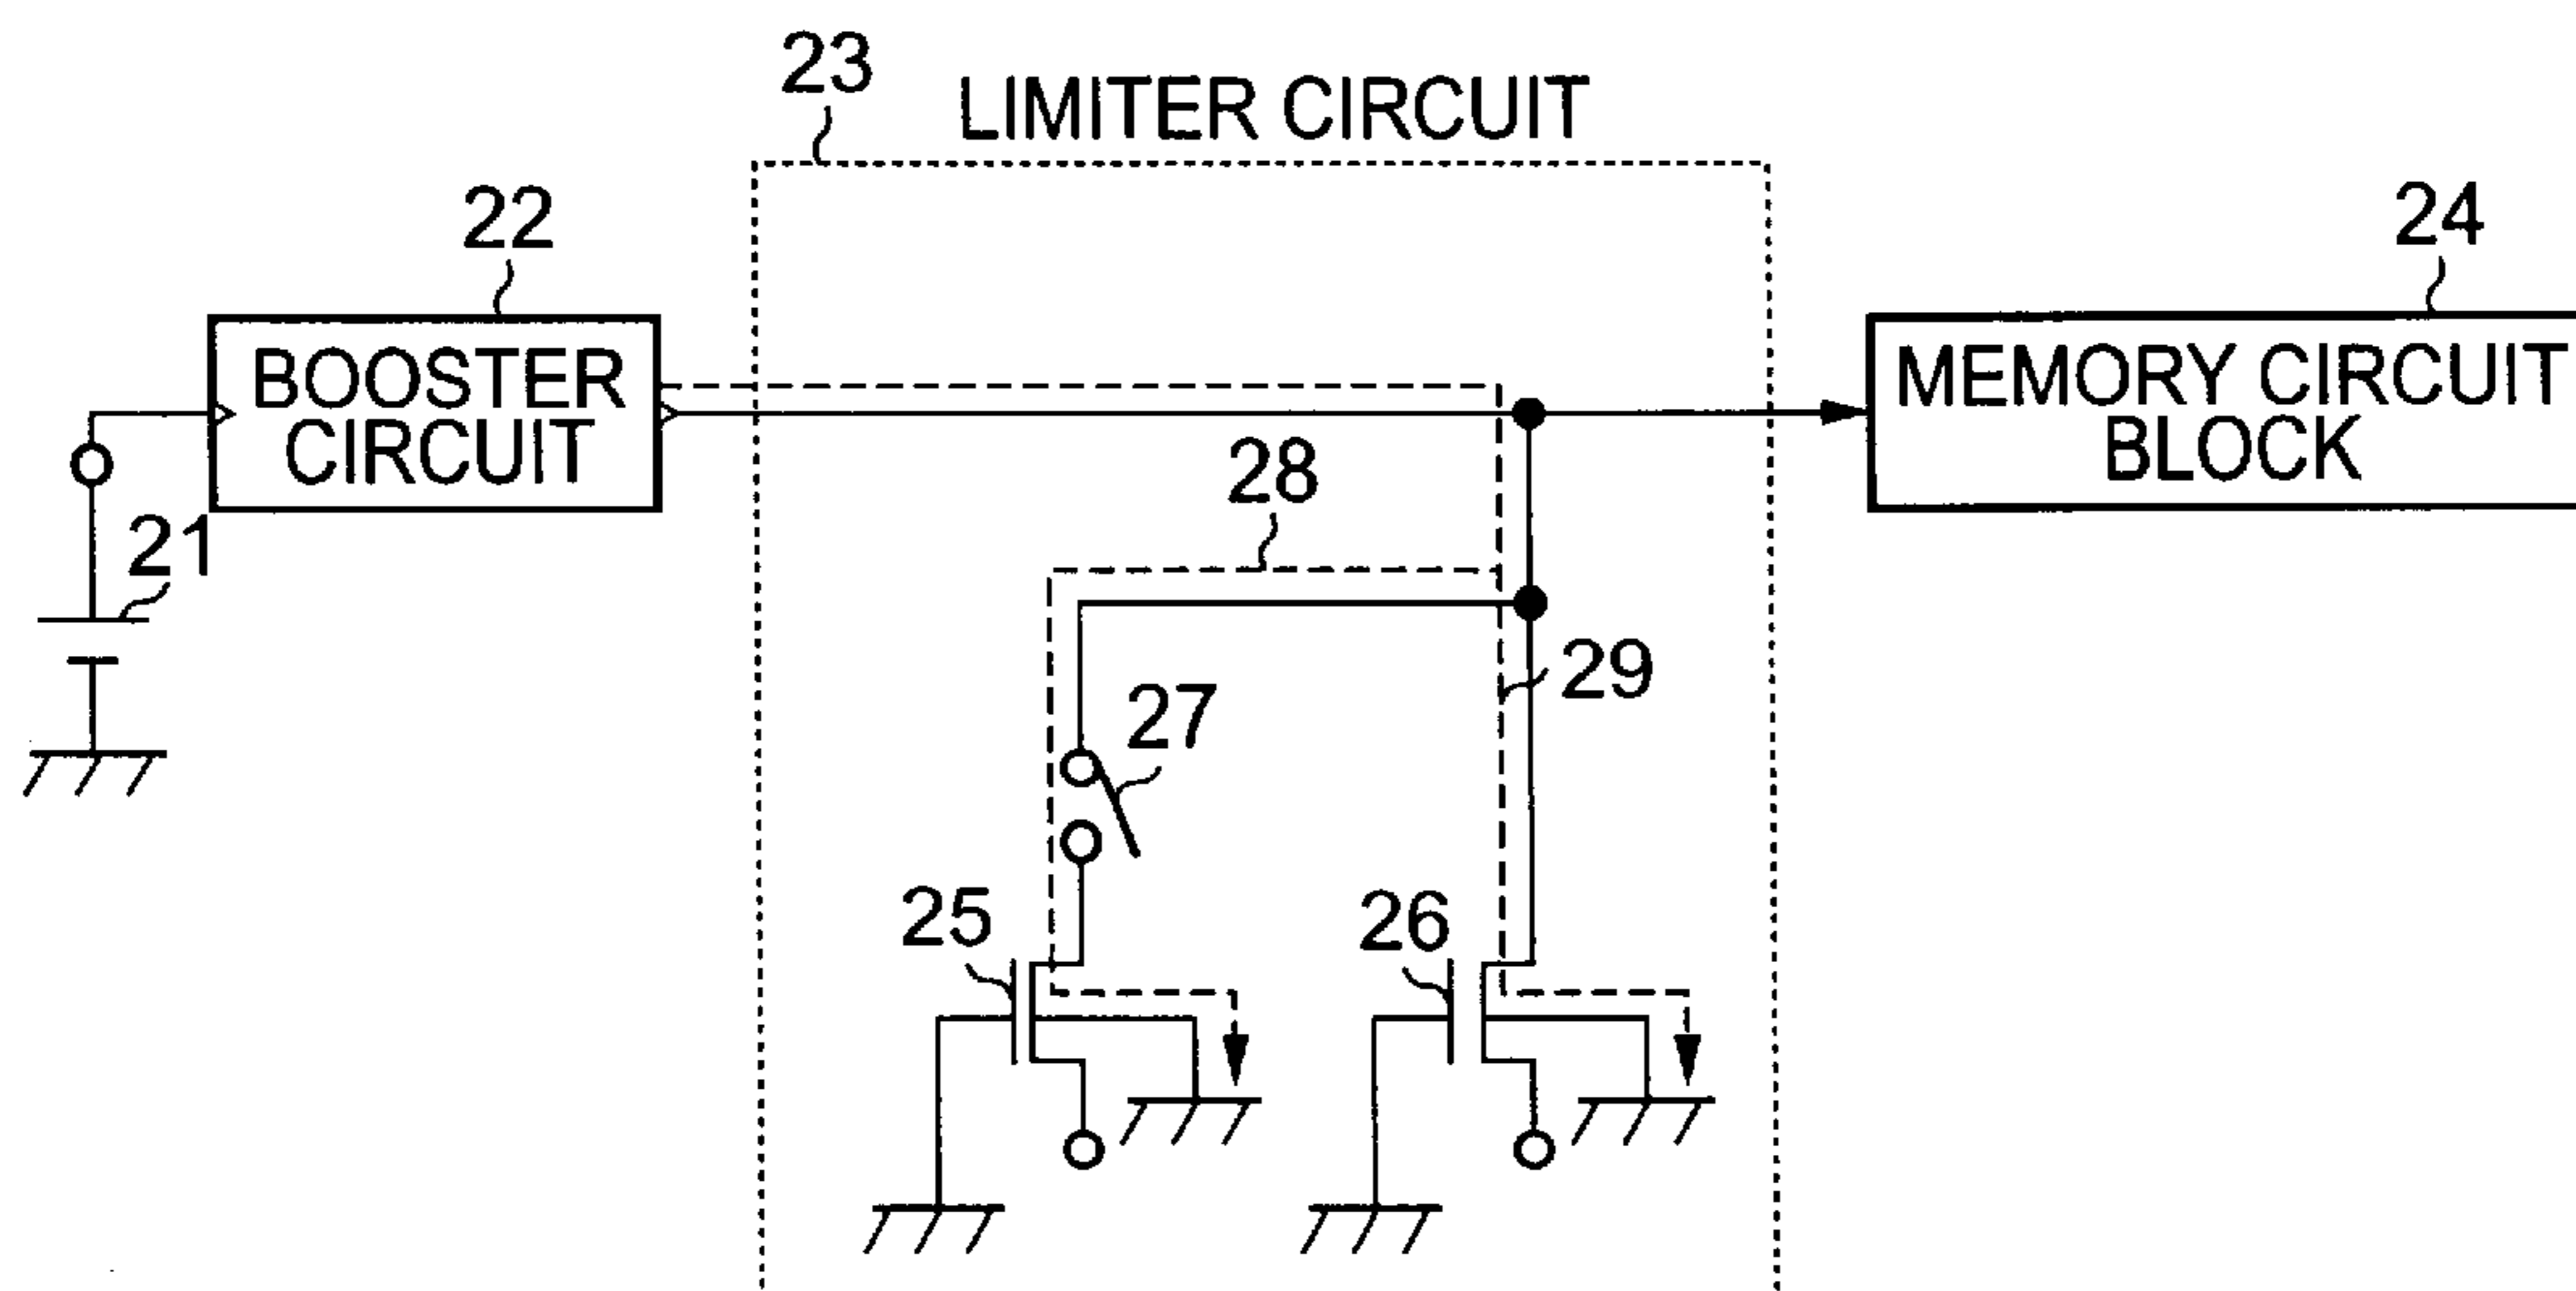 23
LIMITER CIRCUIT
22
24
BOOSTER
CIRCUIT
MEMORY CIRCUIT
BLOCK
28
21
29
27
25
26